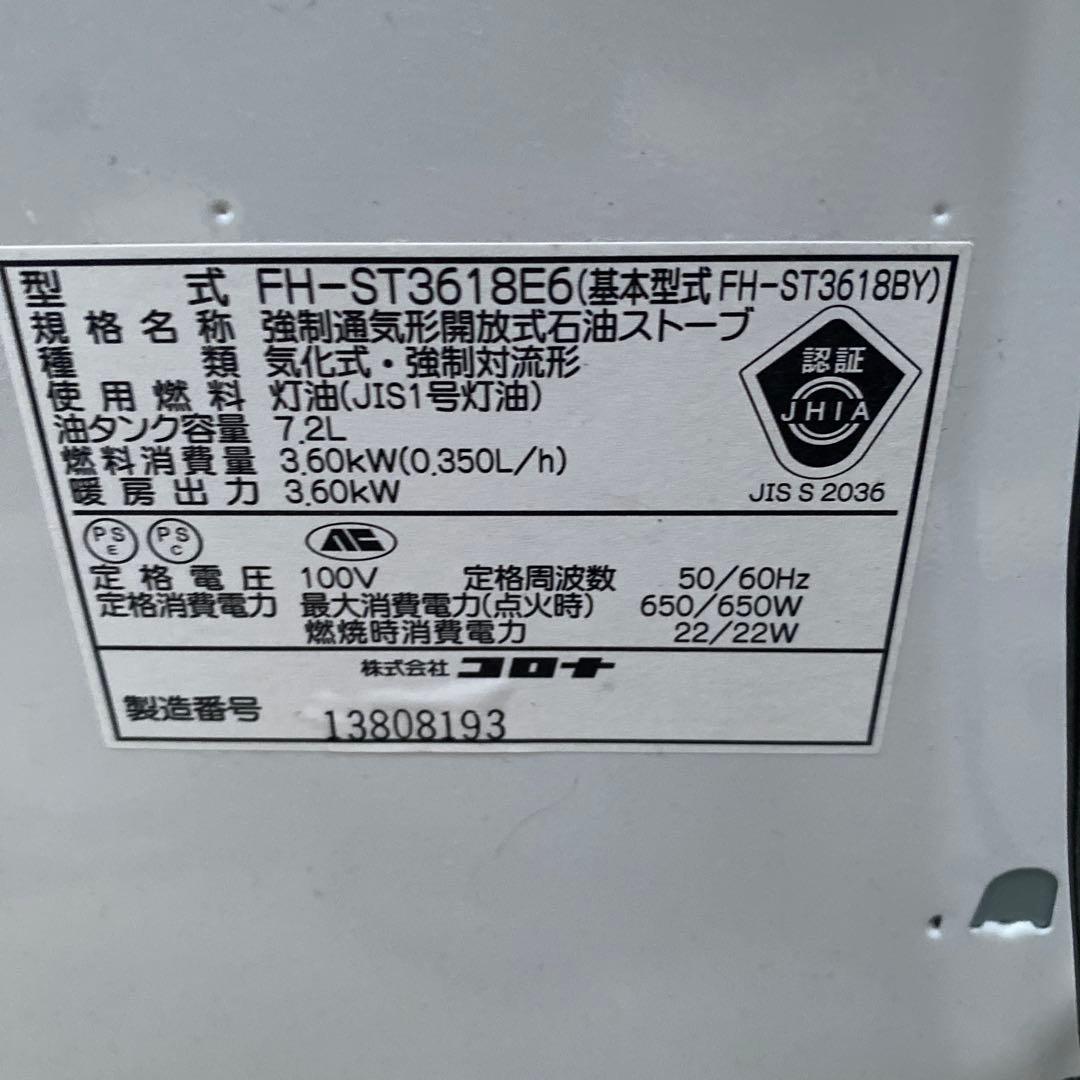 型式 FH-ST3618E6(基本型式 FH-ST3618BY)
規格名称 強制通気形開放式石油ストーブ
種類 気化式・強制対流形
使用燃料 灯油(JIS1号灯油)
油タンク容量 7.2L
燃料消費量 3.60kW(0.350L/h)
暖房出力 3.60kW
認証
JHIA
JIS S 2036
PS E PS C
定格電圧 100V 定格周波数 50/60Hz
定格消費電力 最大消費電力(点火時) 650/650W
燃焼時消費電力 22/22W
株式会社 コロナ
製造番号 13808193